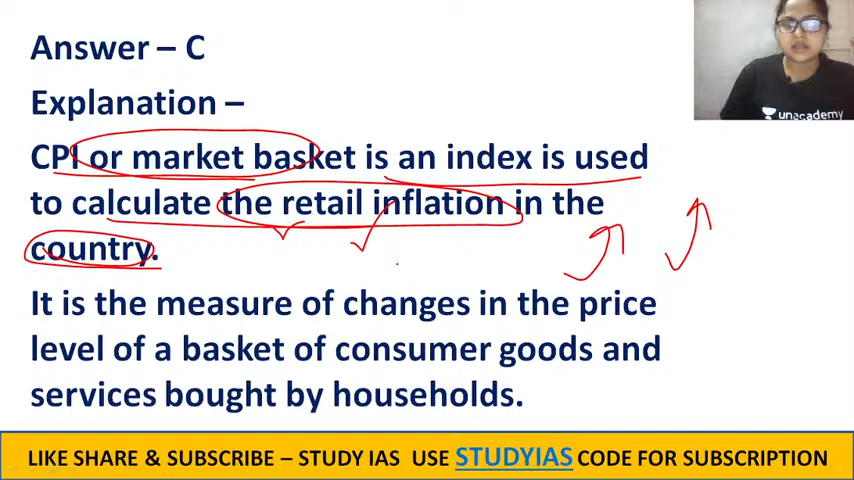 Answer – C
Explanation –
CPI or market basket is an index is used
to calculate the retail inflation in the
country.
It is the measure of changes in the price
level of a basket of consumer goods and
services bought by households.
unacademy
LIKE SHARE & SUBSCRIBE – STUDY IAS USE STUDYIAS CODE FOR SUBSCRIPTION